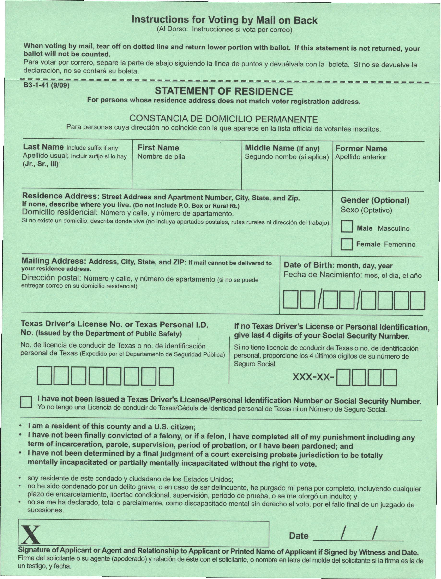 Instructions for Voting by Mail on Back
(Al Dorso: Instrucciones si vota por correo)
When voting by mail, tear off on dotted line and return lower portion with ballot. If this statement is not returned, your
ballot will not be counted.
Para votar por correo, separe la parte de abajo siguiendo la linea de puntos y devuélvala con la boleta. Si no se devuelve la
declaración, no se contará su boleta.
B3-1-41 (9/09)
STATEMENT OF RESIDENCE
For persons whose residence address does not match voter registration address.
CONSTANCIA DE DOMICILIO PERMANENTE
Para personas cuya dirección no coincide con la que aparece en la lista oficial de votantes inscritos.
Last Name Include suffix if any
Apellido usual: Incluir sufijo si lo hay
(Jr., Sr., III)
First Name
Nombre de pila
Middle Name (if any)
Segundo nombre (si aplica)
Former Name
Apellido anterior
Residence Address: Street Address and Apartment Number, City, State, and Zip.
If none, describe where you live. (Do not include P.O. Box or Rural Rt.)
Domicilio residencial: Número y calle, y número de apartamento.
Si no existe un domicilio, describa donde vive (no incluya apartados postales, rutas rurales ni dirección del trabajo)
Gender (Optional)
Sexo (Optativo)
Male Masculino
Female Femenino
Mailing Address: Address, City, State, and ZIP: If mail cannot be delivered to
your residence address.
Dirección postal: Número y calle, y número de apartamento (si no se puede
entregar correo en su domicilio residencial)
Date of Birth: month, day, year
Fecha de Nacimiento: mes, el día, el año
Texas Driver's License No. or Texas Personal I.D.
No. (Issued by the Department of Public Safety)
No. de licencia de conducir de Texas o no. de identificación
personal de Texas (Expedido por el Departamento de Seguridad Pública)
If no Texas Driver's License or Personal Identification,
give last 4 digits of your Social Security Number.
Si no tiene licencia de conducir de Texas o no. de identificación
personal, proporcione los 4 últimos dígitos de su número de
Seguro Social
XXX-XX-
I have not been issued a Texas Driver's License/Personal Identification Number or Social Security Number.
Yo no tengo una Licencia de conducir de Texas/Cédula de identidad personal de Texas ni un Número de Seguro Social.
• I am a resident of this county and a U.S. citizen;
• I have not been finally convicted of a felony, or if a felon, I have completed all of my punishment including any
term of incarceration, parole, supervision, period of probation, or I have been pardoned; and
• I have not been determined by a final judgment of a court exercising probate jurisdiction to be totally
mentally incapacitated or partially mentally incapacitated without the right to vote.
• soy residente de este condado y ciudadano de los Estados Unidos;
• no he sido condenado por un delito grave, o en caso de ser delincuente, he purgado mi pena por completo, incluyendo cualquier
plazo de encarcelamiento, libertad condicional, supervisión, período de prueba, o se me otorgó un indulto; y
• no se me ha declarado, total o parcialmente, como discapacitado mental sin derecho al voto, por el fallo final de un juzgado de
sucesiones.
X
Date / /
Signature of Applicant or Agent and Relationship to Applicant or Printed Name of Applicant if Signed by Witness and Date.
Firma del solicitante o su agente (apoderado) y relación de éste con el solicitante, o nombre en letra del molde del solicitante si la firma es la de
un testigo, y fecha.